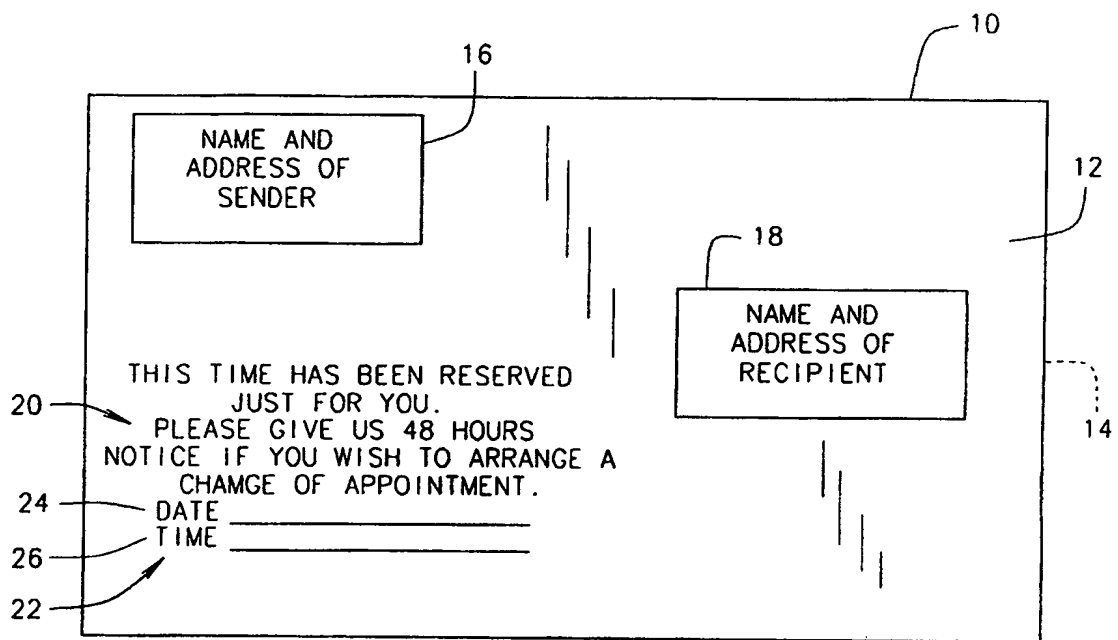 10
16
NAME AND
ADDRESS OF
SENDER
12
18
NAME AND
ADDRESS OF
RECIPIENT
14
THIS TIME HAS BEEN RESERVED
JUST FOR YOU.
20
PLEASE GIVE US 48 HOURS
NOTICE IF YOU WISH TO ARRANGE A
CHAMGE OF APPOINTMENT.
24 DATE
26 TIME
22